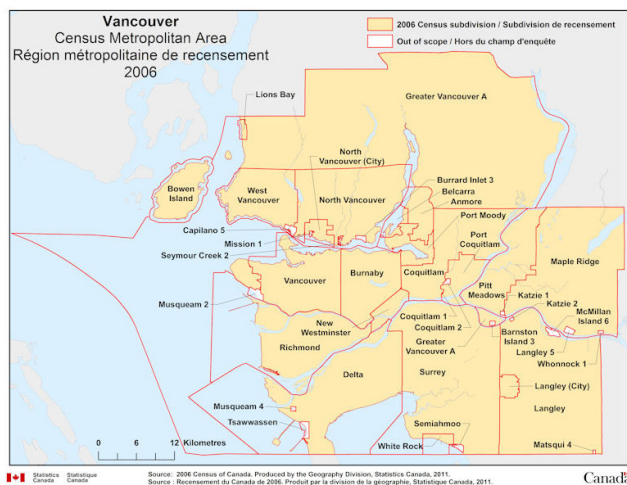 Vancouver
Census Metropolitan Area
Région métropolitaine de recensement
2006
2006 Census subdivision / Subdivision de recensement
Out of scope / Hors du champ d'enquête
Lions Bay
Greater Vancouver A
North
Vancouver (City)
Burrard Inlet 3
Belcarra
Anmore
Bowen
Island
West
Vancouver
North Vancouver
Port Moody
Capilano 5
Mission 1
Seymour Creek 2
Port
Coquitlam
Maple Ridge
Vancouver
Burnaby
Coquitlam
Pitt
Meadows
Katzie 1
Katzie 2
McMillan
Island 6
Musqueam 2
New
Westminster
Coquitlam 1
Coquitlam 2
Greater
Vancouver A
Barnston
Island 3
Langley 5
Whonnock 1
Richmond
Delta
Surrey
Langley (City)
Langley
Musqueam 4
Tsawwassen
Semiahmoo
White Rock
Matsqui 4
0 6 12 Kilometres
Statistics
Canada
Statistique
Canada
Source: 2006 Census of Canada. Produced by the Geography Division, Statistics Canada, 2011.
Source : Recensement du Canada de 2006. Produit par la division de la géographie, Statistique Canada, 2011.
Canada